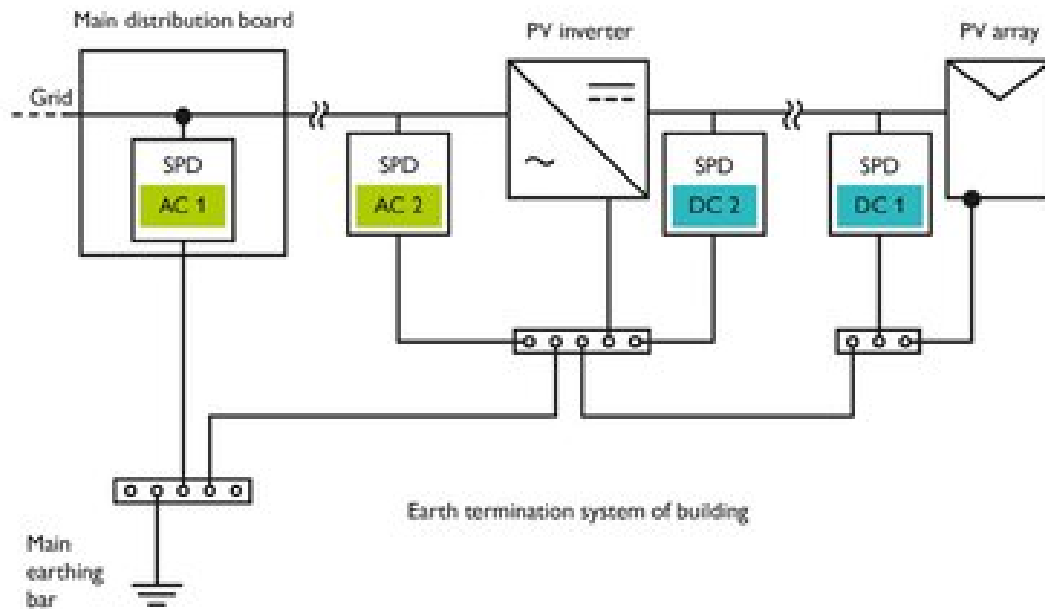 Main distribution board
PV inverter
PV array
Grid
SPD
AC 1
SPD
AC 2
SPD
DC 2
SPD
DC 1
Earth termination system of building
Main
earthing
bar